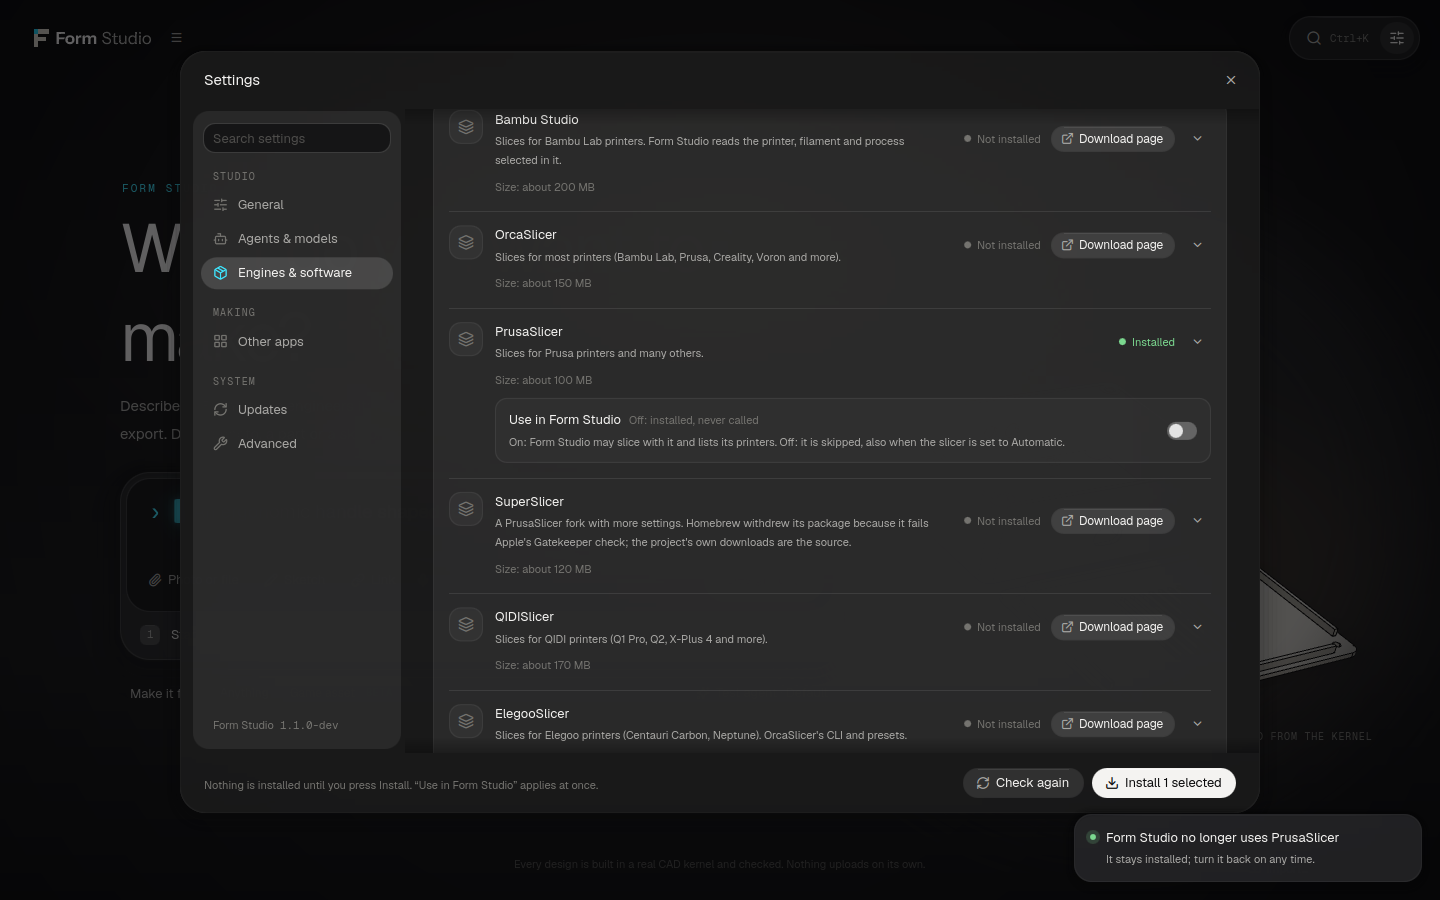 Form Studio
Ctrl+K
Settings
Search settings
STUDIO
General
Agents & models
Engines & software
MAKING
Other apps
SYSTEM
Updates
Advanced
Form Studio 1.1.0-dev
Bambu Studio
Slices for Bambu Lab printers. Form Studio reads the printer, filament and process
selected in it.
Size: about 200 MB
Not installed
Download page
OrcaSlicer
Slices for most printers (Bambu Lab, Prusa, Creality, Voron and more).
Size: about 150 MB
Not installed
Download page
PrusaSlicer
Slices for Prusa printers and many others.
Size: about 100 MB
Installed
Use in Form Studio Off: installed, never called
On: Form Studio may slice with it and lists its printers. Off: it is skipped, also when the slicer is set to Automatic.
SuperSlicer
A PrusaSlicer fork with more settings. Homebrew withdrew its package because it fails
Apple's Gatekeeper check; the project's own downloads are the source.
Size: about 120 MB
Not installed
Download page
QIDISlicer
Slices for QIDI printers (Q1 Pro, Q2, X-Plus 4 and more).
Size: about 170 MB
Not installed
Download page
ElegooSlicer
Slices for Elegoo printers (Centauri Carbon, Neptune). OrcaSlicer's CLI and presets.
Not installed
Download page
Nothing is installed until you press Install. “Use in Form Studio” applies at once.
Check again
Install 1 selected
FORM ST
W
ma
Describe
export. D
Ph
1 S
Make it f
FROM THE KERNEL
Every design is built in a real CAD kernel and checked. Nothing uploads on its own.
Form Studio no longer uses PrusaSlicer
It stays installed; turn it back on any time.